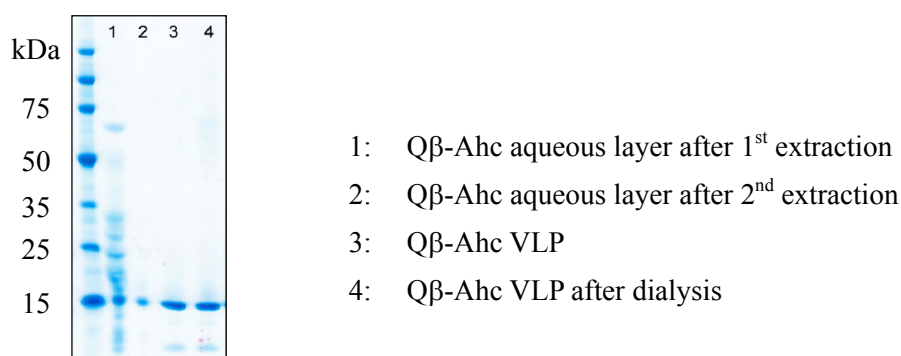 1 2 3 4
kDa
75
50
35
25
15
1: Qβ-Ahc aqueous layer after 1st extraction
2: Qβ-Ahc aqueous layer after 2nd extraction
3: Qβ-Ahc VLP
4: Qβ-Ahc VLP after dialysis